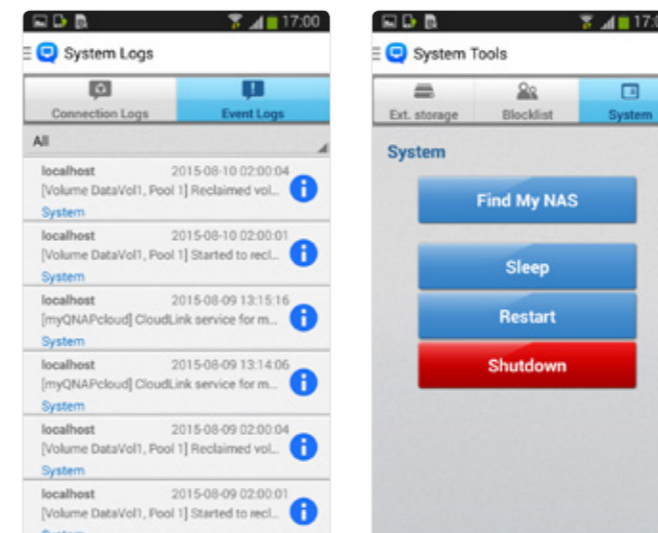 17:00
System Logs
Connection Logs
Event Logs
All
localhost 2015-08-10 02:00:04
[Volume DataVol1, Pool 1] Reclaimed vol...
System
localhost 2015-08-10 02:00:01
[Volume DataVol1, Pool 1] Started to recl...
System
localhost 2015-08-09 13:15:16
[myQNAPcloud] CloudLink service for m...
System
localhost 2015-08-09 13:14:06
[myQNAPcloud] CloudLink service for m...
System
localhost 2015-08-09 02:00:04
[Volume DataVol1, Pool 1] Reclaimed vol...
System
localhost 2015-08-09 02:00:01
[Volume DataVol1, Pool 1] Started to recl...
System
17:0
System Tools
Ext. storage
Blocklist
System
System
Find My NAS
Sleep
Restart
Shutdown